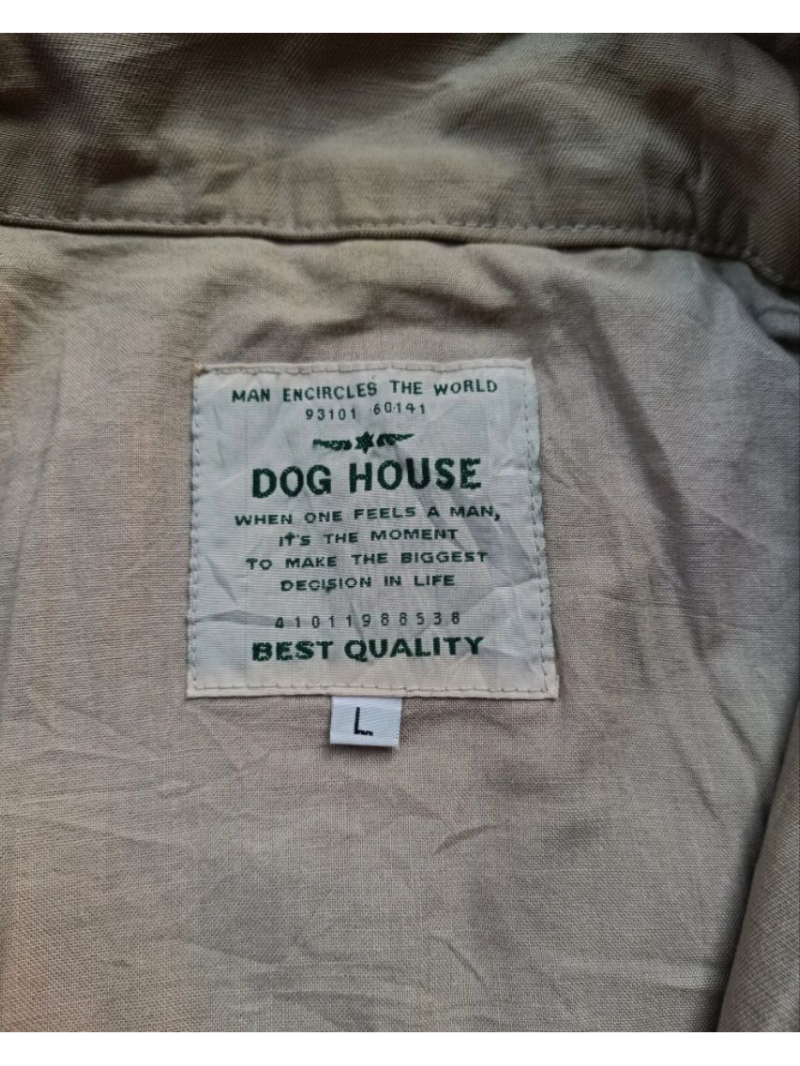 MAN ENCIRCLES THE WORLD
93101 60141
DOG HOUSE
WHEN ONE FEELS A MAN,
IT'S THE MOMENT
TO MAKE THE BIGGEST
DECISION IN LIFE
41011988538
BEST QUALITY
L